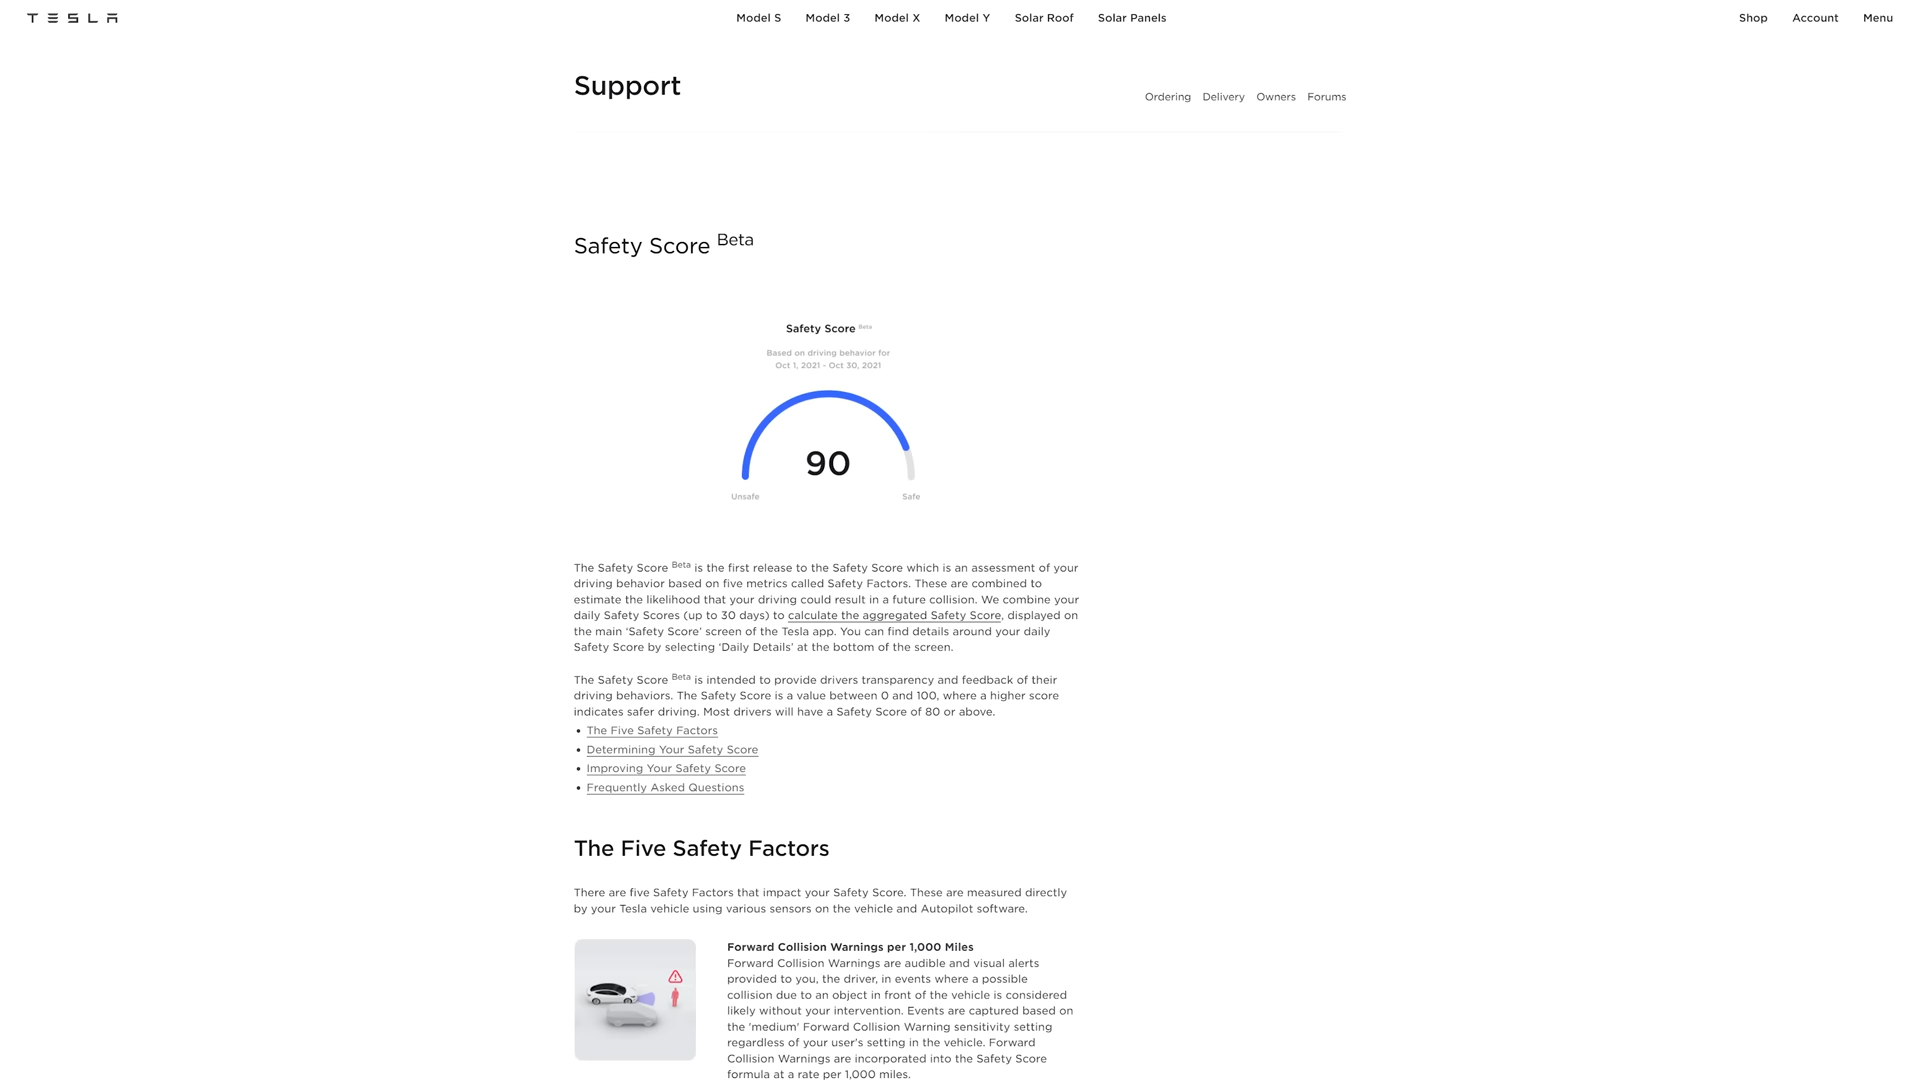 TESLA
Model S Model 3 Model X Model Y Solar Roof Solar Panels
Shop Account Menu
Support
Ordering Delivery Owners Forums
Safety Score Beta
Safety Score Beta
Based on driving behavior for
Oct 1, 2021 - Oct 30, 2021
90
Unsafe Safe
The Safety Score Beta is the first release to the Safety Score which is an assessment of your
driving behavior based on five metrics called Safety Factors. These are combined to
estimate the likelihood that your driving could result in a future collision. We combine your
daily Safety Scores (up to 30 days) to calculate the aggregated Safety Score, displayed on
the main ‘Safety Score’ screen of the Tesla app. You can find details around your daily
Safety Score by selecting ‘Daily Details’ at the bottom of the screen.
The Safety Score Beta is intended to provide drivers transparency and feedback of their
driving behaviors. The Safety Score is a value between 0 and 100, where a higher score
indicates safer driving. Most drivers will have a Safety Score of 80 or above.
• The Five Safety Factors
• Determining Your Safety Score
• Improving Your Safety Score
• Frequently Asked Questions
The Five Safety Factors
There are five Safety Factors that impact your Safety Score. These are measured directly
by your Tesla vehicle using various sensors on the vehicle and Autopilot software.
Forward Collision Warnings per 1,000 Miles
Forward Collision Warnings are audible and visual alerts
provided to you, the driver, in events where a possible
collision due to an object in front of the vehicle is considered
likely without your intervention. Events are captured based on
the 'medium' Forward Collision Warning sensitivity setting
regardless of your user's setting in the vehicle. Forward
Collision Warnings are incorporated into the Safety Score
formula at a rate per 1,000 miles.